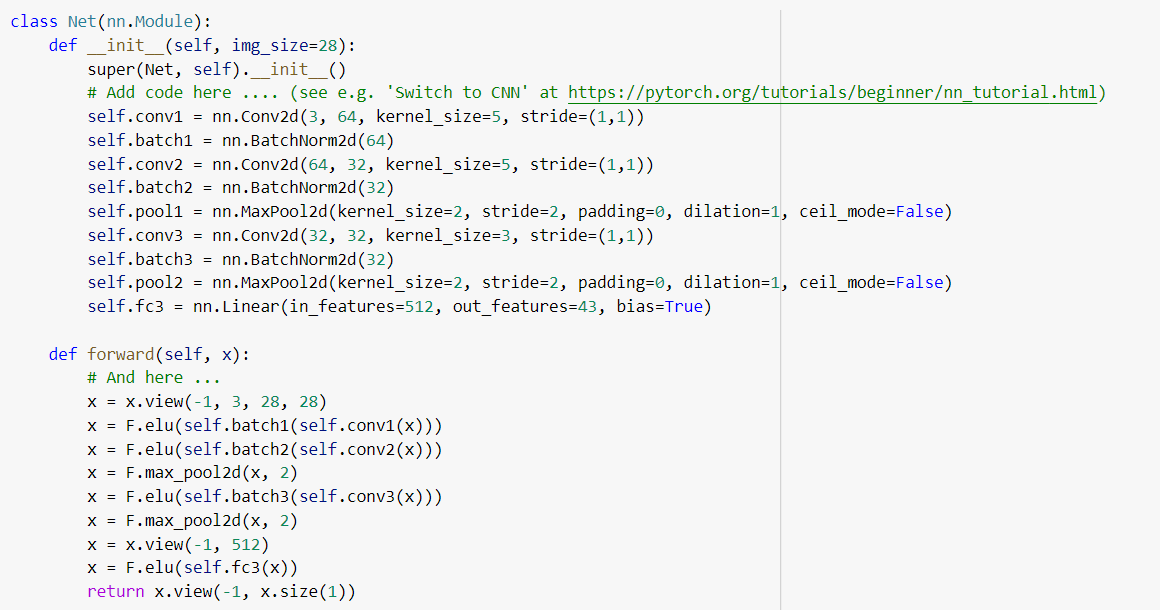 class Net(nn.Module):
    def __init__(self, img_size=28):
        super(Net, self).__init__()
        # Add code here .... (see e.g. 'Switch to CNN' at https://pytorch.org/tutorials/beginner/nn_tutorial.html)
        self.conv1 = nn.Conv2d(3, 64, kernel_size=5, stride=(1,1))
        self.batch1 = nn.BatchNorm2d(64)
        self.conv2 = nn.Conv2d(64, 32, kernel_size=5, stride=(1,1))
        self.batch2 = nn.BatchNorm2d(32)
        self.pool1 = nn.MaxPool2d(kernel_size=2, stride=2, padding=0, dilation=1, ceil_mode=False)
        self.conv3 = nn.Conv2d(32, 32, kernel_size=3, stride=(1,1))
        self.batch3 = nn.BatchNorm2d(32)
        self.pool2 = nn.MaxPool2d(kernel_size=2, stride=2, padding=0, dilation=1, ceil_mode=False)
        self.fc3 = nn.Linear(in_features=512, out_features=43, bias=True)

    def forward(self, x):
        # And here ...
        x = x.view(-1, 3, 28, 28)
        x = F.elu(self.batch1(self.conv1(x)))
        x = F.elu(self.batch2(self.conv2(x)))
        x = F.max_pool2d(x, 2)
        x = F.elu(self.batch3(self.conv3(x)))
        x = F.max_pool2d(x, 2)
        x = x.view(-1, 512)
        x = F.elu(self.fc3(x))
        return x.view(-1, x.size(1))